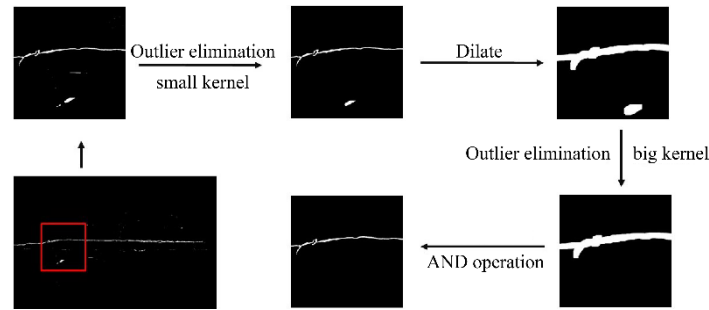 Outlier elimination
small kernel
Dilate
Outlier elimination
big kernel
AND operation